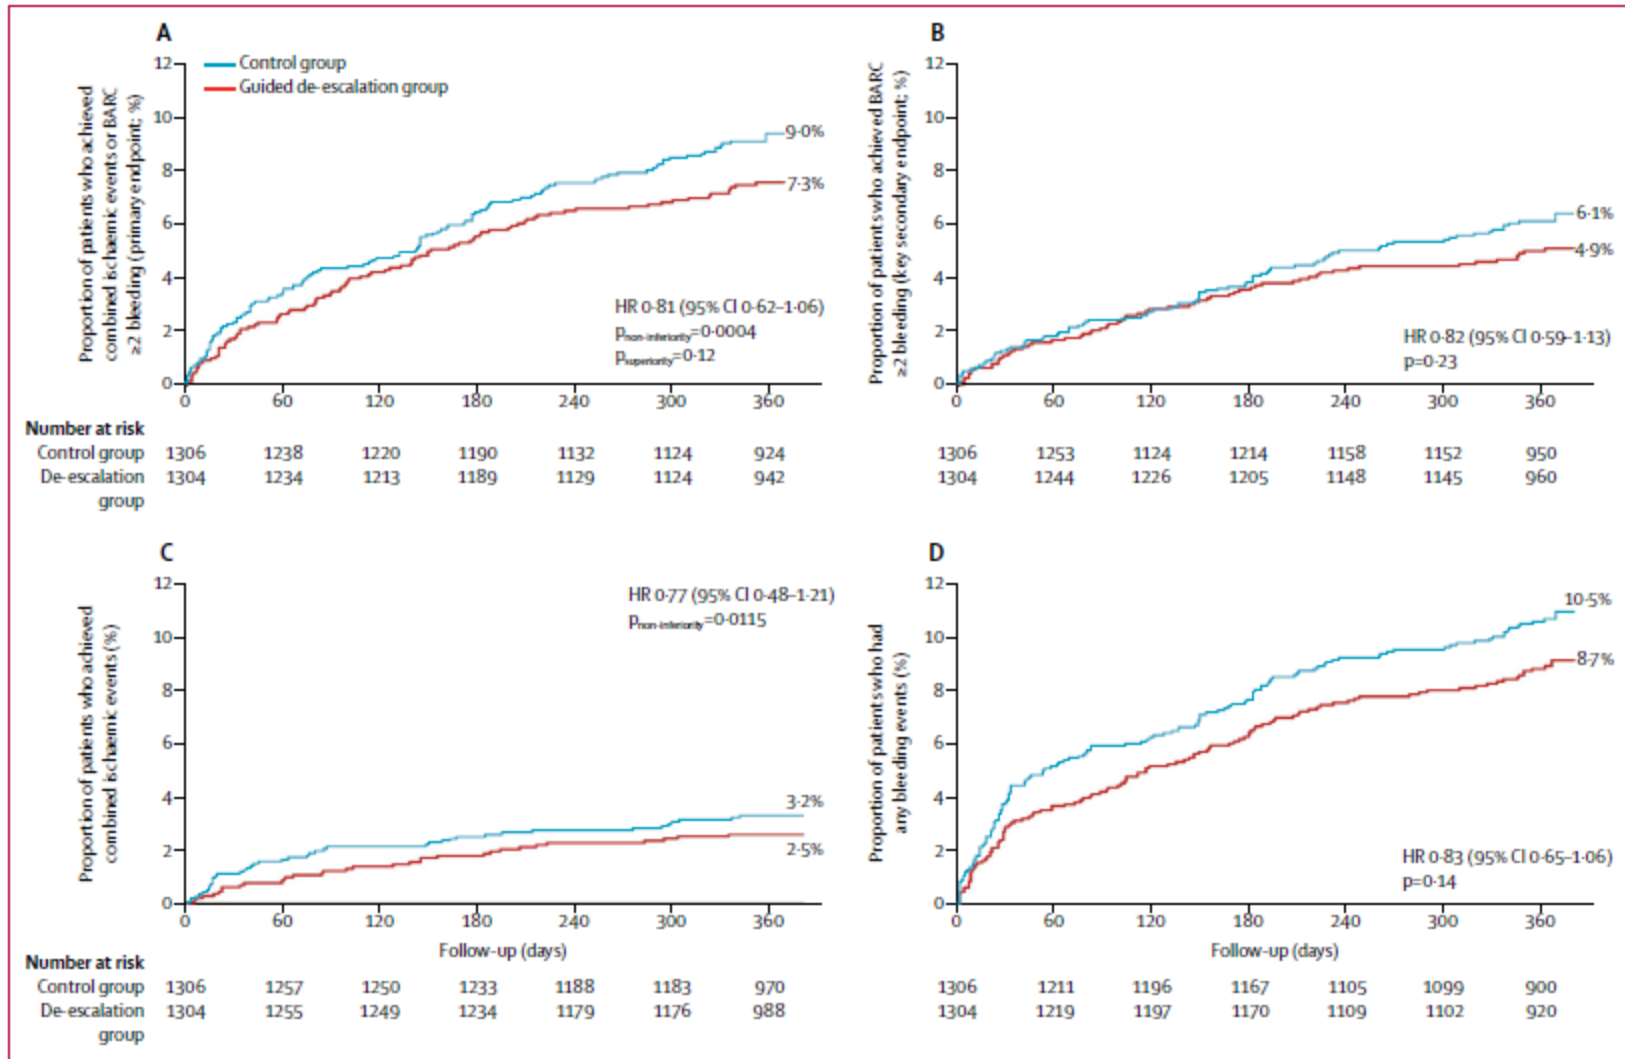 A
Control group
Guided de-escalation group
Proportion of patients who achieved
combined ischaemic events or BARC
≥2 bleeding (primary endpoint; %)
12
10
8
6
4
2
0
9·0%
7·3%
HR 0·81 (95% CI 0·62–1·06)
pnon-inferiority=0·0004
psuperiority=0·12
0 60 120 180 240 300 360
Number at risk
Control group 1306 1238 1220 1190 1132 1124 924
De-escalation 1304 1234 1213 1189 1129 1124 942
group
B
Proportion of patients who achieved BARC
≥2 bleeding (key secondary endpoint; %)
12
10
8
6
4
2
0
6·1%
4·9%
HR 0·82 (95% CI 0·59–1·13)
p=0·23
0 60 120 180 240 300 360
1306 1253 1124 1214 1158 1152 950
1304 1244 1226 1205 1148 1145 960
C
Proportion of patients who achieved
combined ischaemic events (%)
12
10
8
6
4
2
0
HR 0·77 (95% CI 0·48–1·21)
pnon-inferiority=0·0115
3·2%
2·5%
0 60 120 180 240 300 360
Follow-up (days)
Number at risk
Control group 1306 1257 1250 1233 1188 1183 970
De-escalation 1304 1255 1249 1234 1179 1176 988
group
D
Proportion of patients who had
any bleeding events (%)
12
10
8
6
4
2
0
10·5%
8·7%
HR 0·83 (95% CI 0·65–1·06)
p=0·14
0 60 120 180 240 300 360
Follow-up (days)
1306 1211 1196 1167 1105 1099 900
1304 1219 1197 1170 1109 1102 920